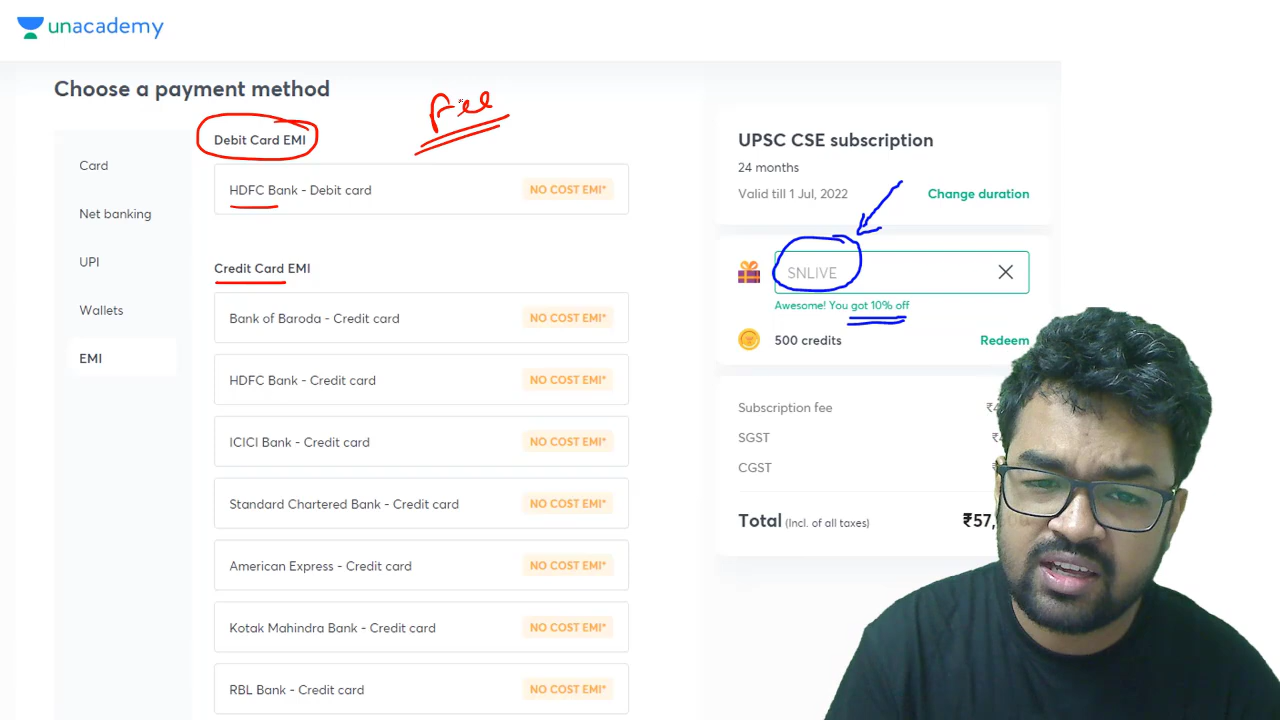 unacademy
Choose a payment method
Card
Net banking
UPI
Wallets
EMI
Debit Card EMI
Fee
HDFC Bank - Debit card NO COST EMI*
Credit Card EMI
Bank of Baroda - Credit card NO COST EMI*
HDFC Bank - Credit card NO COST EMI*
ICICI Bank - Credit card NO COST EMI*
Standard Chartered Bank - Credit card NO COST EMI*
American Express - Credit card NO COST EMI*
Kotak Mahindra Bank - Credit card NO COST EMI*
RBL Bank - Credit card NO COST EMI*
UPSC CSE subscription
24 months
Valid till 1 Jul, 2022 Change duration
SNLIVE
Awesome! You got 10% off
500 credits Redeem
Subscription fee
SGST
CGST
Total (Incl. of all taxes) ₹57,